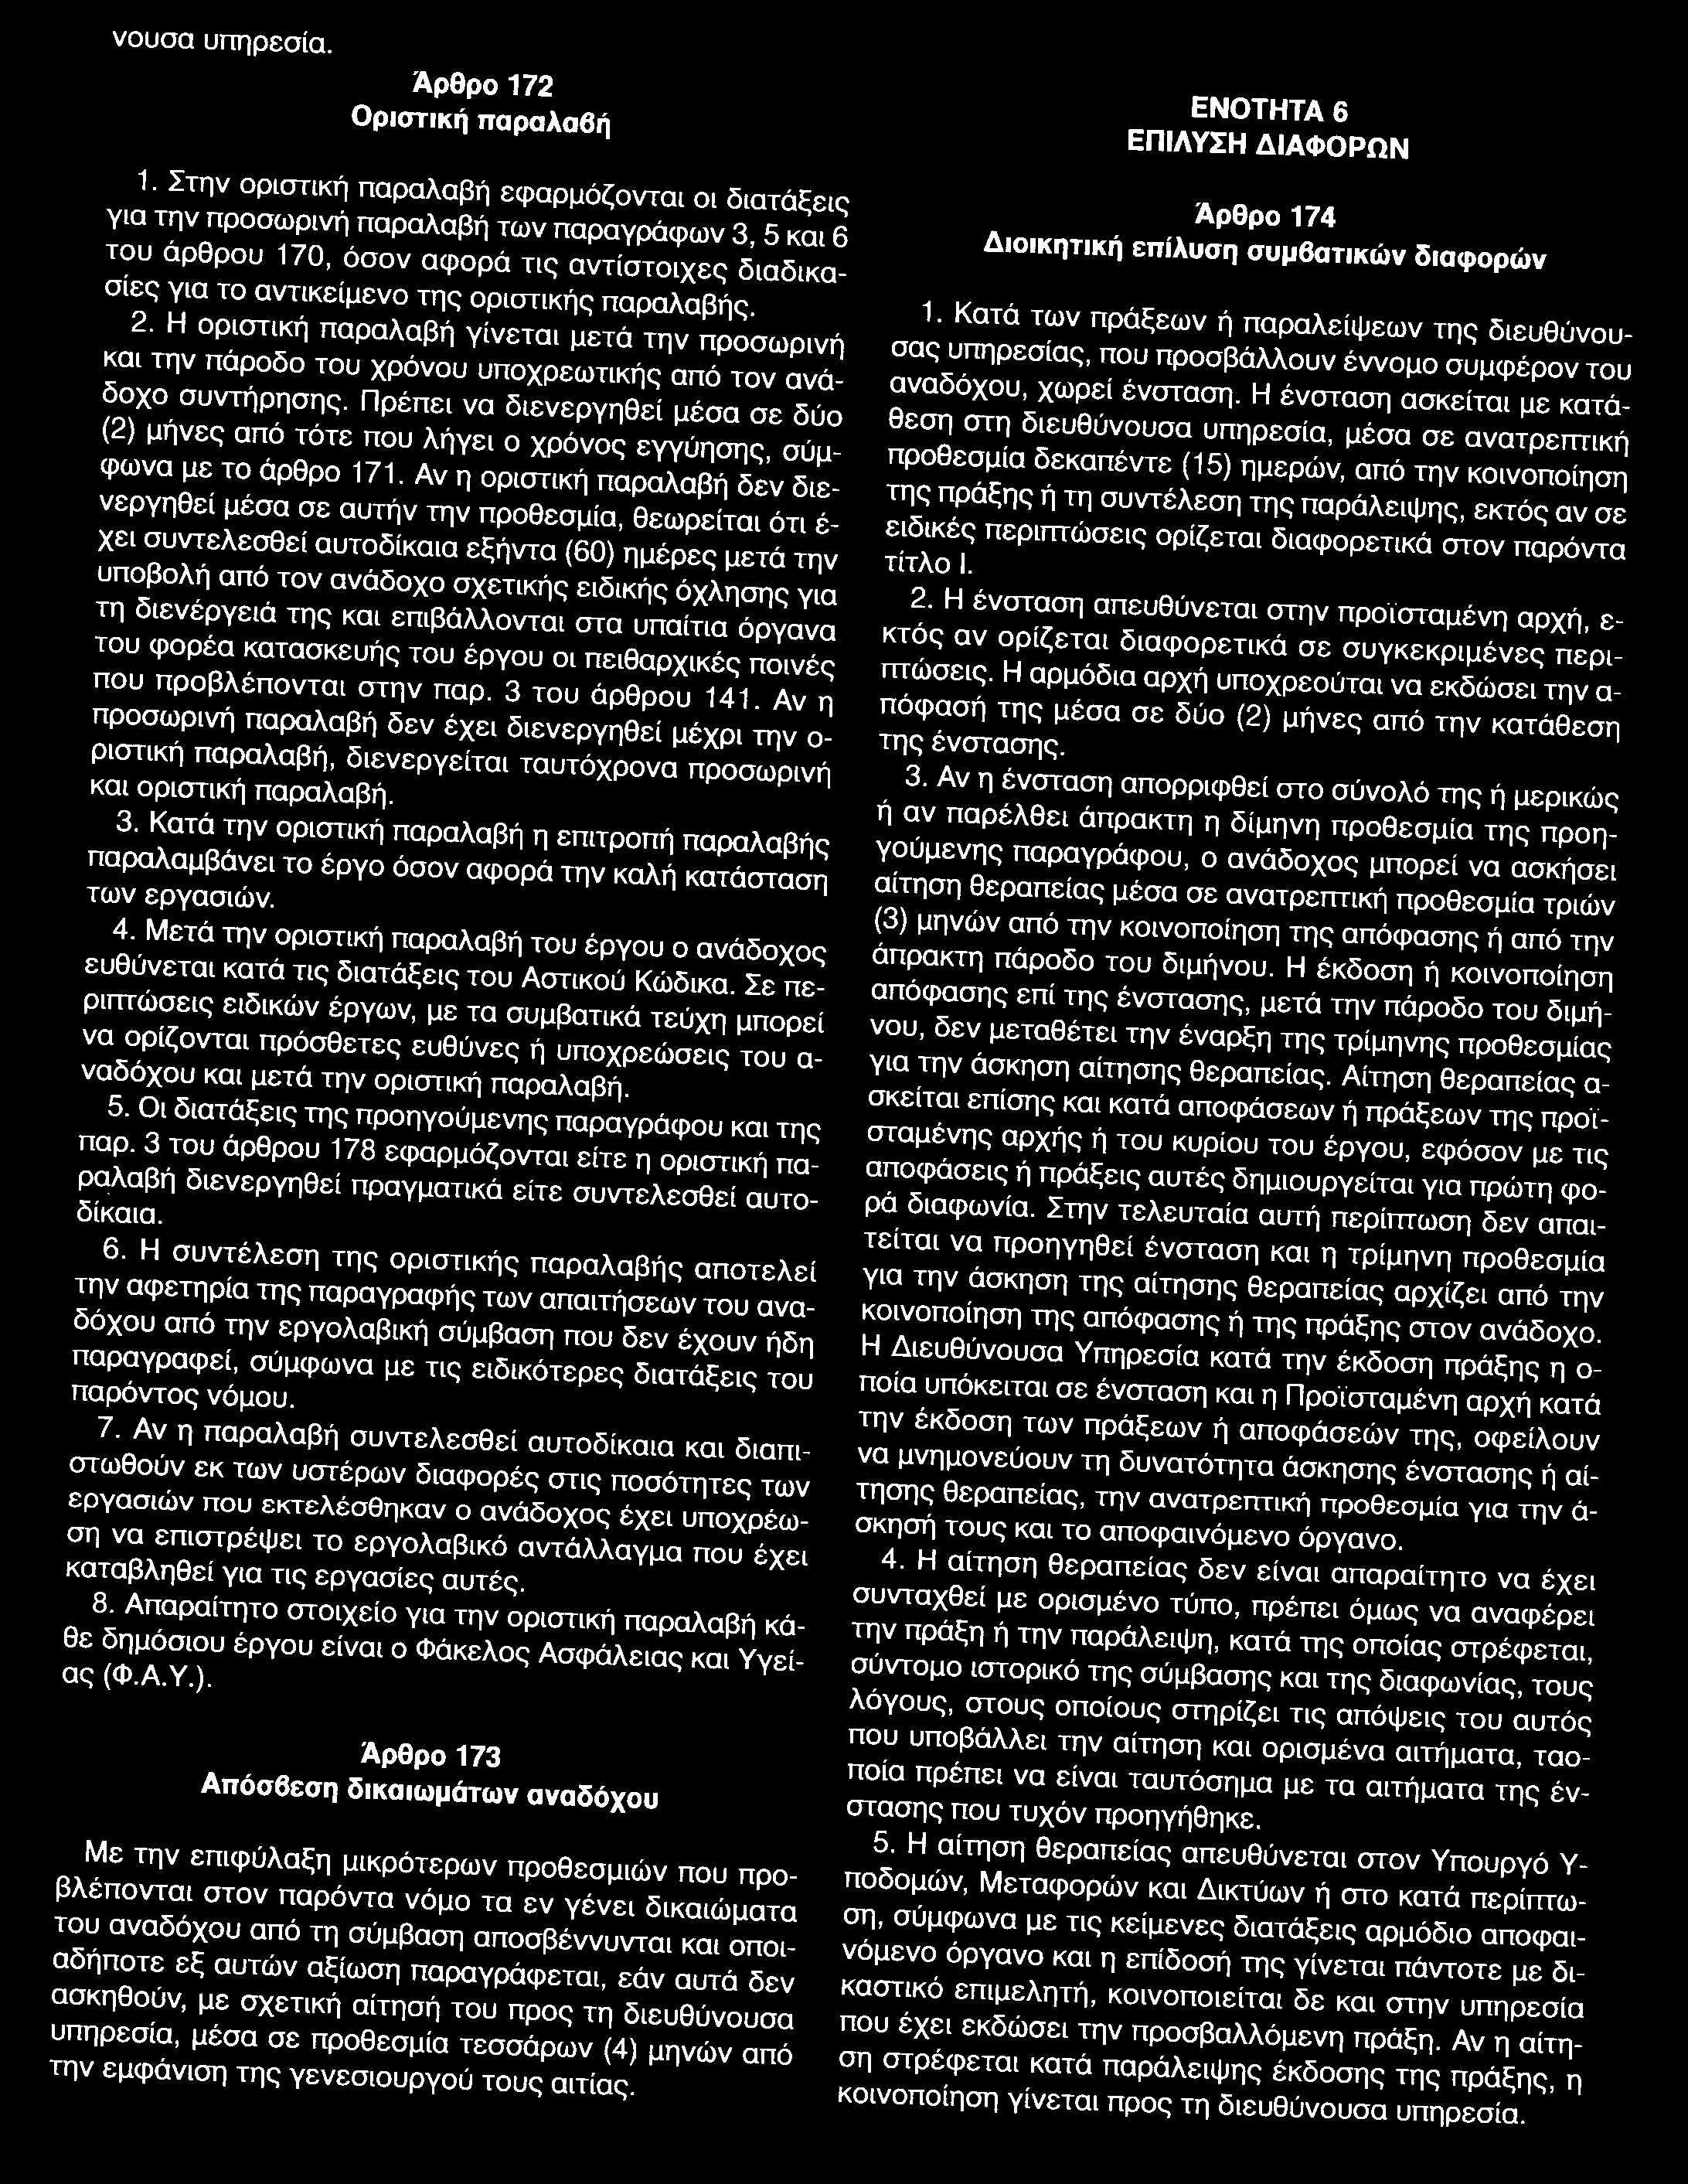 νουσα υπηρεσία.
Άρθρο 172
Οριστική παραλαβή
1. Στην οριστική παραλαβή εφαρμόζονται οι διατάξεις
για την προσωρινή παραλαβή των παραγράφων 3, 5 και 6
του άρθρου 170, όσον αφορά τις αντίστοιχες διαδικα-
σίες για το αντικείμενο της οριστικής παραλαβής.
2. Η οριστική παραλαβή γίνεται μετά την προσωρινή
και την πάροδο του χρόνου υποχρεωτικής από τον ανά-
δοχο συντήρησης. Πρέπει να διενεργηθεί μέσα σε δύο
(2) μήνες από τότε που λήγει ο χρόνος εγγύησης, σύμ-
φωνα με το άρθρο 171. Αν η οριστική παραλαβή δεν διε-
νεργηθεί μέσα σε αυτήν την προθεσμία, θεωρείται ότι έ-
χει συντελεσθεί αυτοδίκαια εξήντα (60) ημέρες μετά την
υποβολή από τον ανάδοχο σχετικής ειδικής όχλησης για
τη διενέργειά της και επιβάλλονται στα υπαίτια όργανα
του φορέα κατασκευής του έργου οι πειθαρχικές ποινές
που προβλέπονται στην παρ. 3 του άρθρου 141. Αν η
προσωρινή παραλαβή δεν έχει διενεργηθεί μέχρι την ο-
ριστική παραλαβή, διενεργείται ταυτόχρονα προσωρινή
και οριστική παραλαβή.
3. Κατά την οριστική παραλαβή η επιτροπή παραλαβής
παραλαμβάνει το έργο όσον αφορά την καλή κατάσταση
των εργασιών.
4. Μετά την οριστική παραλαβή του έργου ο ανάδοχος
ευθύνεται κατά τις διατάξεις του Αστικού Κώδικα. Σε πε-
ριπτώσεις ειδικών έργων, με τα συμβατικά τεύχη μπορεί
να ορίζονται πρόσθετες ευθύνες ή υποχρεώσεις του α-
ναδόχου και μετά την οριστική παραλαβή.
5. Οι διατάξεις της προηγούμενης παραγράφου και της
παρ. 3 του άρθρου 178 εφαρμόζονται είτε η οριστική πα-
ραλαβή διενεργηθεί πραγματικά είτε συντελεσθεί αυτο-
δίκαια.
6. Η συντέλεση της οριστικής παραλαβής αποτελεί
την αφετηρία της παραγραφής των απαιτήσεων του ανα-
δόχου από την εργολαβική σύμβαση που δεν έχουν ήδη
παραγραφεί, σύμφωνα με τις ειδικότερες διατάξεις του
παρόντος νόμου.
7. Αν η παραλαβή συντελεσθεί αυτοδίκαια και διαπι-
στωθούν εκ των υστέρων διαφορές στις ποσότητες των
εργασιών που εκτελέσθηκαν ο ανάδοχος έχει υποχρέω-
ση να επιστρέψει το εργολαβικό αντάλλαγμα που έχει
καταβληθεί για τις εργασίες αυτές.
8. Απαραίτητο στοιχείο για την οριστική παραλαβή κά-
θε δημόσιου έργου είναι ο Φάκελος Ασφάλειας και Υγεί-
ας (Φ.Α.Υ.).
Άρθρο 173
Απόσβεση δικαιωμάτων αναδόχου
Με την επιφύλαξη μικρότερων προθεσμιών που προ-
βλέπονται στον παρόντα νόμο τα εν γένει δικαιώματα
του αναδόχου από τη σύμβαση αποσβέννυνται και οποι-
αδήποτε εξ αυτών αξίωση παραγράφεται, εάν αυτά δεν
ασκηθούν, με σχετική αίτησή του προς τη διευθύνουσα
υπηρεσία, μέσα σε προθεσμία τεσσάρων (4) μηνών από
την εμφάνιση της γενεσιουργού τους αιτίας.
ΕΝΟΤΗΤΑ 6
ΕΠΙΛΥΣΗ ΔΙΑΦΟΡΩΝ
Άρθρο 174
Διοικητική επίλυση συμβατικών διαφορών
1. Κατά των πράξεων ή παραλείψεων της διευθύνου-
σας υπηρεσίας, που προσβάλλουν έννομο συμφέρον του
αναδόχου, χωρεί ένσταση. Η ένσταση ασκείται με κατά-
θεση στη διευθύνουσα υπηρεσία, μέσα σε ανατρεπτική
προθεσμία δεκαπέντε (15) ημερών, από την κοινοποίηση
της πράξης ή τη συντέλεση της παράλειψης, εκτός αν σε
ειδικές περιπτώσεις ορίζεται διαφορετικά στον παρόντα
τίτλο Ι.
2. Η ένσταση απευθύνεται στην προϊσταμένη αρχή, ε-
κτός αν ορίζεται διαφορετικά σε συγκεκριμένες περι-
πτώσεις. Η αρμόδια αρχή υποχρεούται να εκδώσει την α-
πόφασή της μέσα σε δύο (2) μήνες από την κατάθεση
της ένστασης.
3. Αν η ένσταση απορριφθεί στο σύνολό της ή μερικώς
ή αν παρέλθει άπρακτη η δίμηνη προθεσμία της προη-
γούμενης παραγράφου, ο ανάδοχος μπορεί να ασκήσει
αίτηση θεραπείας μέσα σε ανατρεπτική προθεσμία τριών
(3) μηνών από την κοινοποίηση της απόφασης ή από την
άπρακτη πάροδο του διμήνου. Η έκδοση ή κοινοποίηση
απόφασης επί της ένστασης, μετά την πάροδο του διμή-
νου, δεν μεταθέτει την έναρξη της τρίμηνης προθεσμίας
για την άσκηση αίτησης θεραπείας. Αίτηση θεραπείας α-
σκείται επίσης και κατά αποφάσεων ή πράξεων της προϊ-
σταμένης αρχής ή του κυρίου του έργου, εφόσον με τις
αποφάσεις ή πράξεις αυτές δημιουργείται για πρώτη φο-
ρά διαφωνία. Στην τελευταία αυτή περίπτωση δεν απαι-
τείται να προηγηθεί ένσταση και η τρίμηνη προθεσμία
για την άσκηση της αίτησης θεραπείας αρχίζει από την
κοινοποίηση της απόφασης ή της πράξης στον ανάδοχο.
Η Διευθύνουσα Υπηρεσία κατά την έκδοση πράξης η ο-
ποία υπόκειται σε ένσταση και η Προϊσταμένη αρχή κατά
την έκδοση των πράξεων ή αποφάσεών της, οφείλουν
να μνημονεύουν τη δυνατότητα άσκησης ένστασης ή αί-
τησης θεραπείας, την ανατρεπτική προθεσμία για την ά-
σκησή τους και το αποφαινόμενο όργανο.
4. Η αίτηση θεραπείας δεν είναι απαραίτητο να έχει
συνταχθεί με ορισμένο τύπο, πρέπει όμως να αναφέρει
την πράξη ή την παράλειψη, κατά της οποίας στρέφεται,
σύντομο ιστορικό της σύμβασης και της διαφωνίας, τους
λόγους, στους οποίους στηρίζει τις απόψεις του αυτός
που υποβάλλει την αίτηση και ορισμένα αιτήματα, ταο-
ποία πρέπει να είναι ταυτόσημα με τα αιτήματα της έν-
στασης που τυχόν προηγήθηκε.
5. Η αίτηση θεραπείας απευθύνεται στον Υπουργό Υ-
ποδομών, Μεταφορών και Δικτύων ή στο κατά περίπτω-
ση, σύμφωνα με τις κείμενες διατάξεις αρμόδιο αποφαι-
νόμενο όργανο και η επίδοσή της γίνεται πάντοτε με δι-
καστικό επιμελητή, κοινοποιείται δε και στην υπηρεσία
που έχει εκδώσει την προσβαλλόμενη πράξη. Αν η αίτη-
ση στρέφεται κατά παράλειψης έκδοσης της πράξης, η
κοινοποίηση γίνεται προς τη διευθύνουσα υπηρεσία.